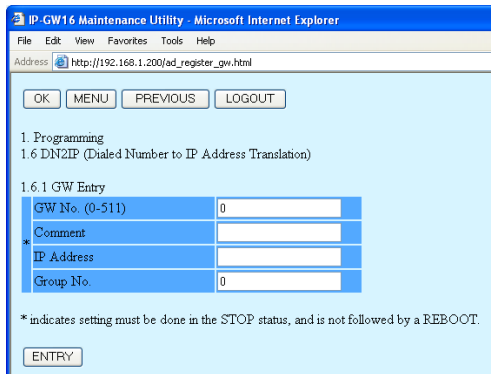 IP-GW16 Maintenance Utility - Microsoft Internet Explorer
File Edit View Favorites Tools Help
Address http://192.168.1.200/ad_register_gw.html
OK MENU PREVIOUS LOGOUT
1. Programming
1.6 DN2IP (Dialed Number to IP Address Translation)
1.6.1 GW Entry
GW No. (0-511) 0
* Comment
IP Address
Group No. 0
* indicates setting must be done in the STOP status, and is not followed by a REBOOT.
ENTRY